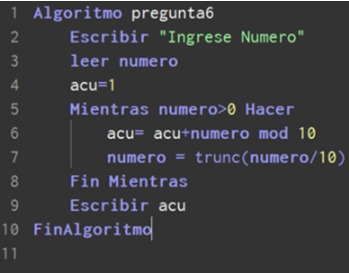 1 Algoritmo pregunta6
2 Escribir "Ingrese Numero"
3 leer numero
4 acu=1
5 Mientras numero>0 Hacer
6 acu= acu+numero mod 10
7 numero = trunc(numero/10)
8 Fin Mientras
9 Escribir acu
10 FinAlgoritmo
11